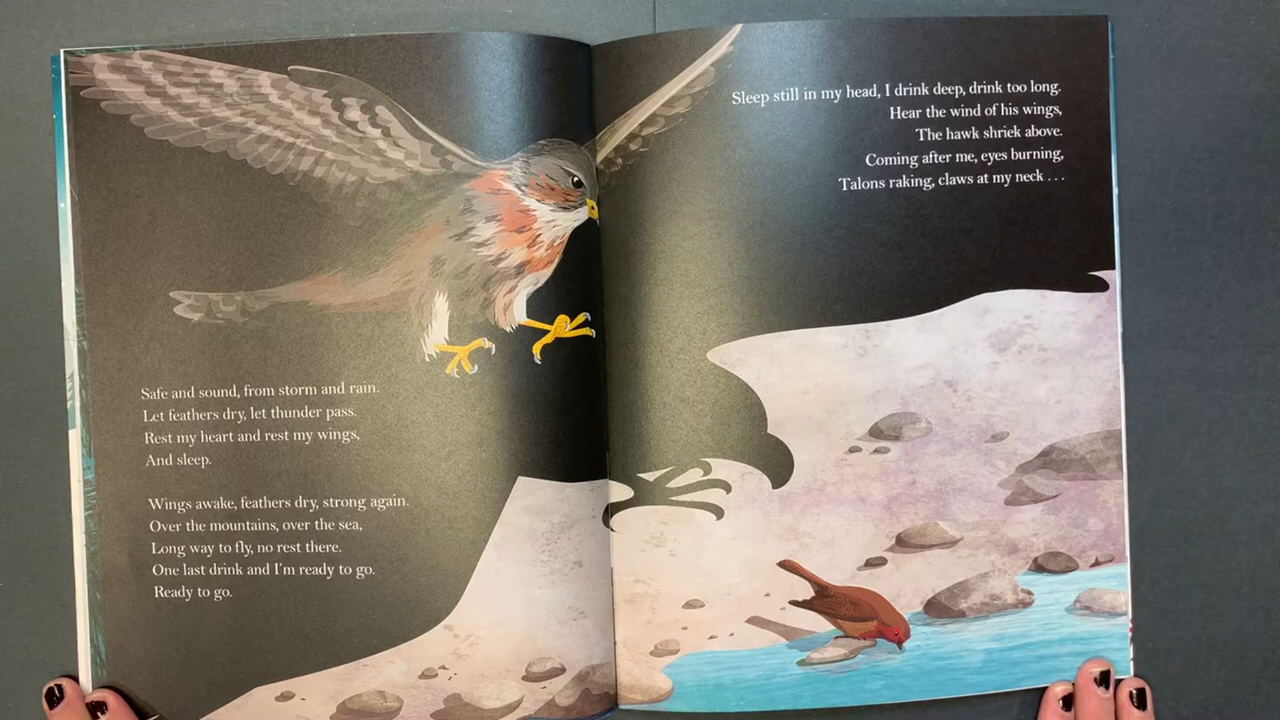 Safe and sound, from storm and rain.
Let feathers dry, let thunder pass.
Rest my heart and rest my wings,
And sleep.
Wings awake, feathers dry, strong again.
Over the mountains, over the sea,
Long way to fly, no rest there.
One last drink and I'm ready to go.
Ready to go.
Sleep still in my head, I drink deep, drink too long.
Hear the wind of his wings,
The hawk shriek above.
Coming after me, eyes burning,
Talons raking, claws at my neck . . .